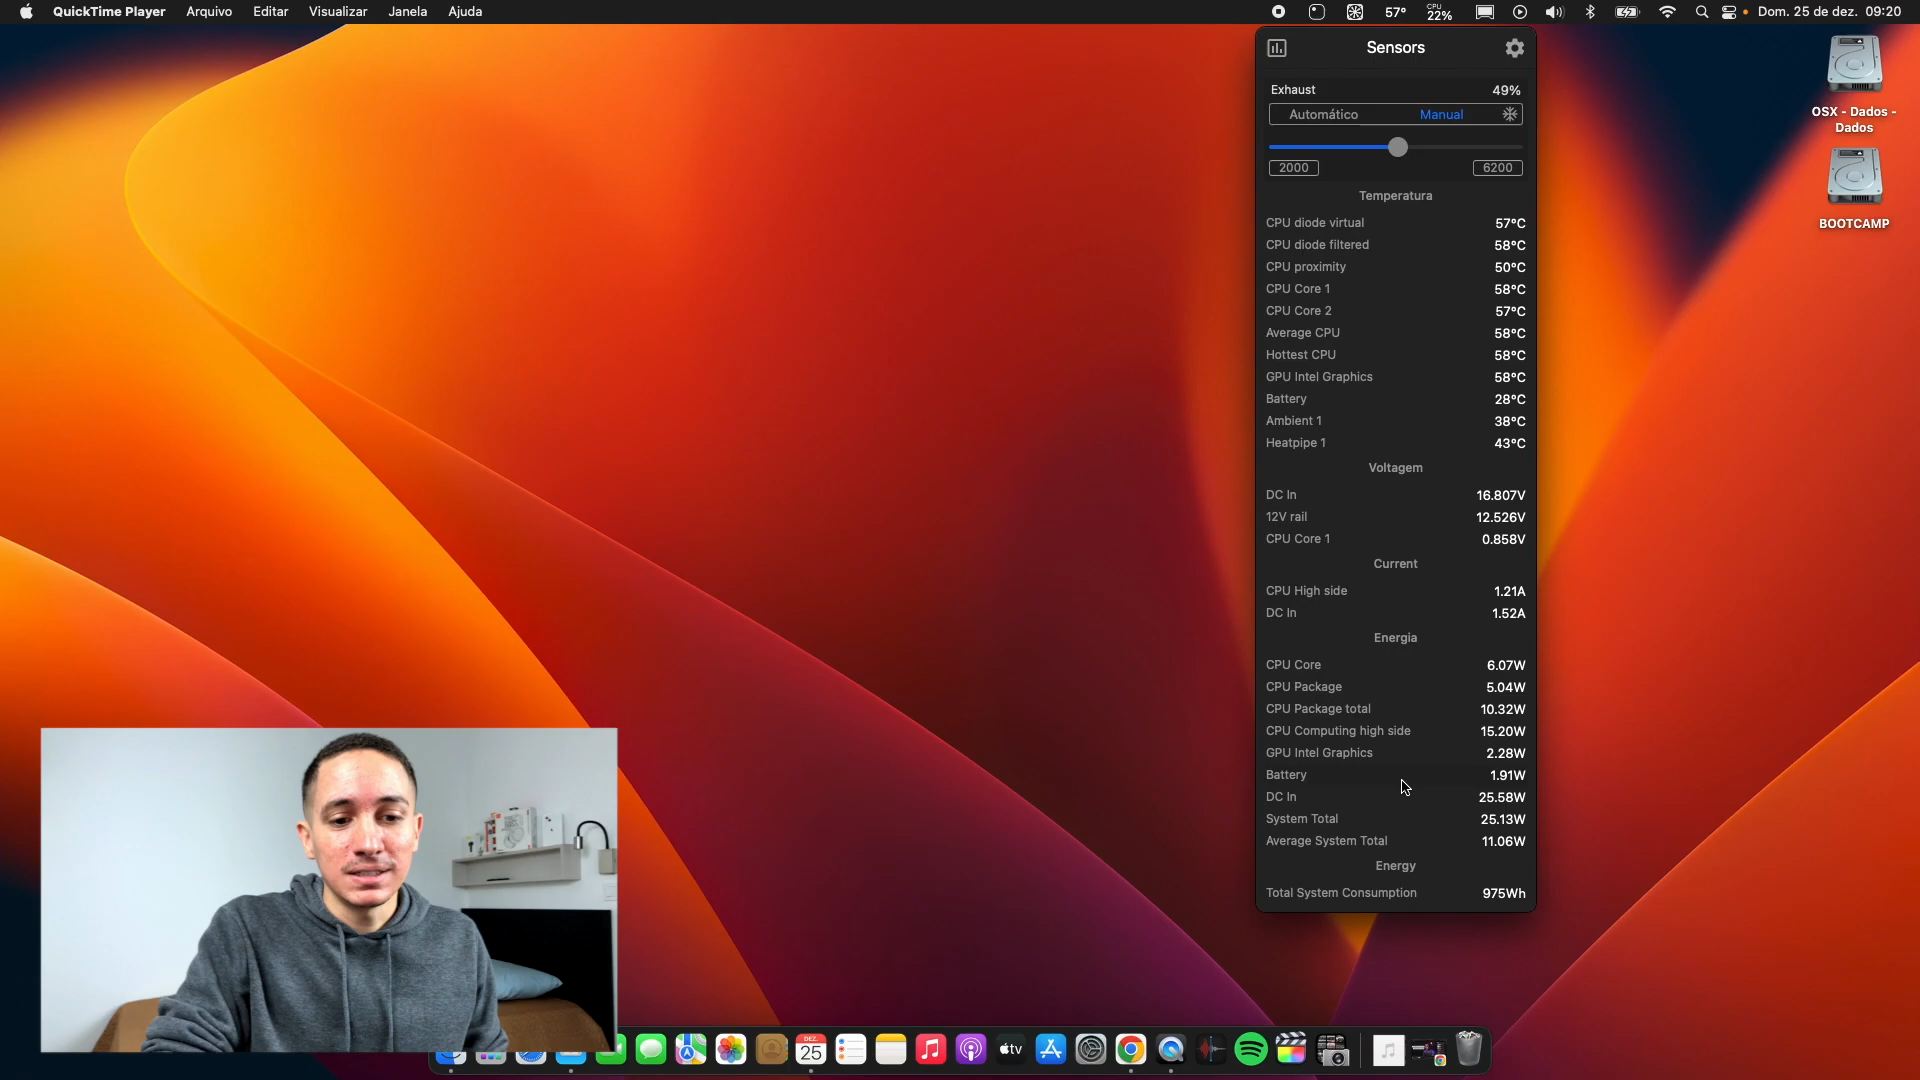 QuickTime Player Arquivo Editar Visualizar Janela Ajuda 57° CPU 22% Dom. 25 de dez. 09:20
Sensors
Exhaust 49%
Automático Manual
2000 6200
Temperatura
CPU diode virtual 57°C
CPU diode filtered 58°C
CPU proximity 50°C
CPU Core 1 58°C
CPU Core 2 57°C
Average CPU 58°C
Hottest CPU 58°C
GPU Intel Graphics 58°C
Battery 28°C
Ambient 1 38°C
Heatpipe 1 43°C
Voltagem
DC In 16.807V
12V rail 12.526V
CPU Core 1 0.858V
Current
CPU High side 1.21A
DC In 1.52A
Energia
CPU Core 6.07W
CPU Package 5.04W
CPU Package total 10.32W
CPU Computing high side 15.20W
GPU Intel Graphics 2.28W
Battery 1.91W
DC In 25.58W
System Total 25.13W
Average System Total 11.06W
Energy
Total System Consumption 975Wh
OSX - Dados -
Dados
BOOTCAMP
DEZ.
25
tv